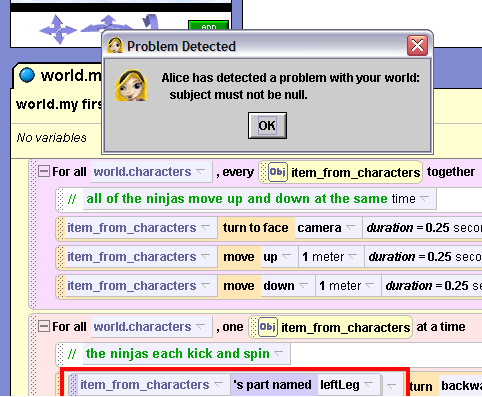 Problem Detected
Alice has detected a problem with your world:
subject must not be null.
OK
world.m
world.my firs
No variables
For all world.characters , every Obj item_from_characters together
// all of the ninjas move up and down at the same time
item_from_characters turn to face camera duration = 0.25 seco
item_from_characters move up 1 meter duration = 0.25 sec
item_from_characters move down 1 meter duration = 0.25 s
For all world.characters , one Obj item_from_characters at a time
// the ninjas each kick and spin
item_from_characters 's part named leftLeg turn backwa